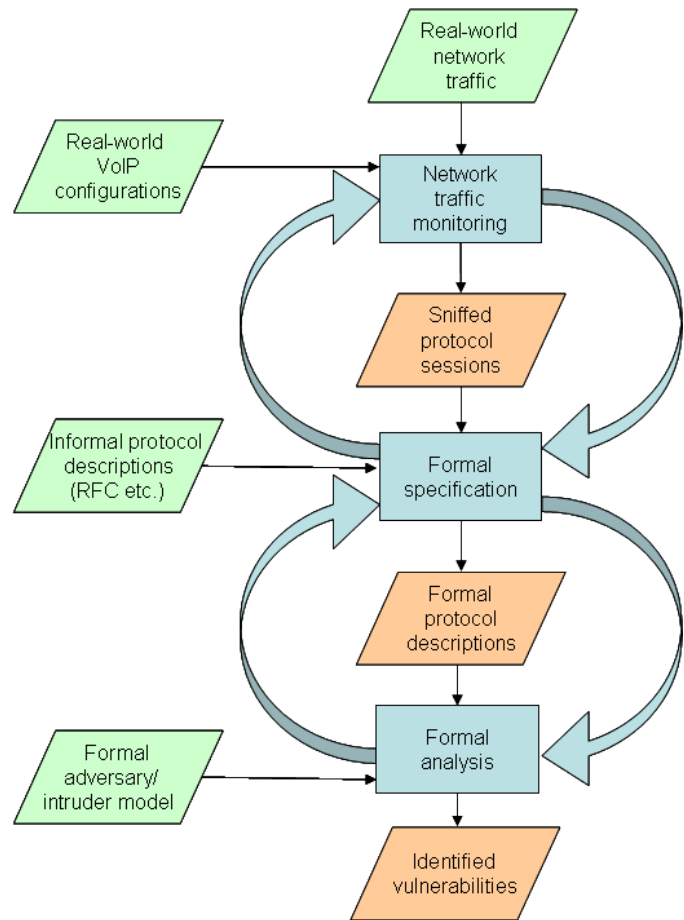 Real-world
network
traffic
Real-world
VoIP
configurations
Network
traffic
monitoring
Sniffed
protocol
sessions
Informal protocol
descriptions
(RFC etc.)
Formal
specification
Formal
protocol
descriptions
Formal
adversary/
intruder model
Formal
analysis
Identified
vulnerabilities